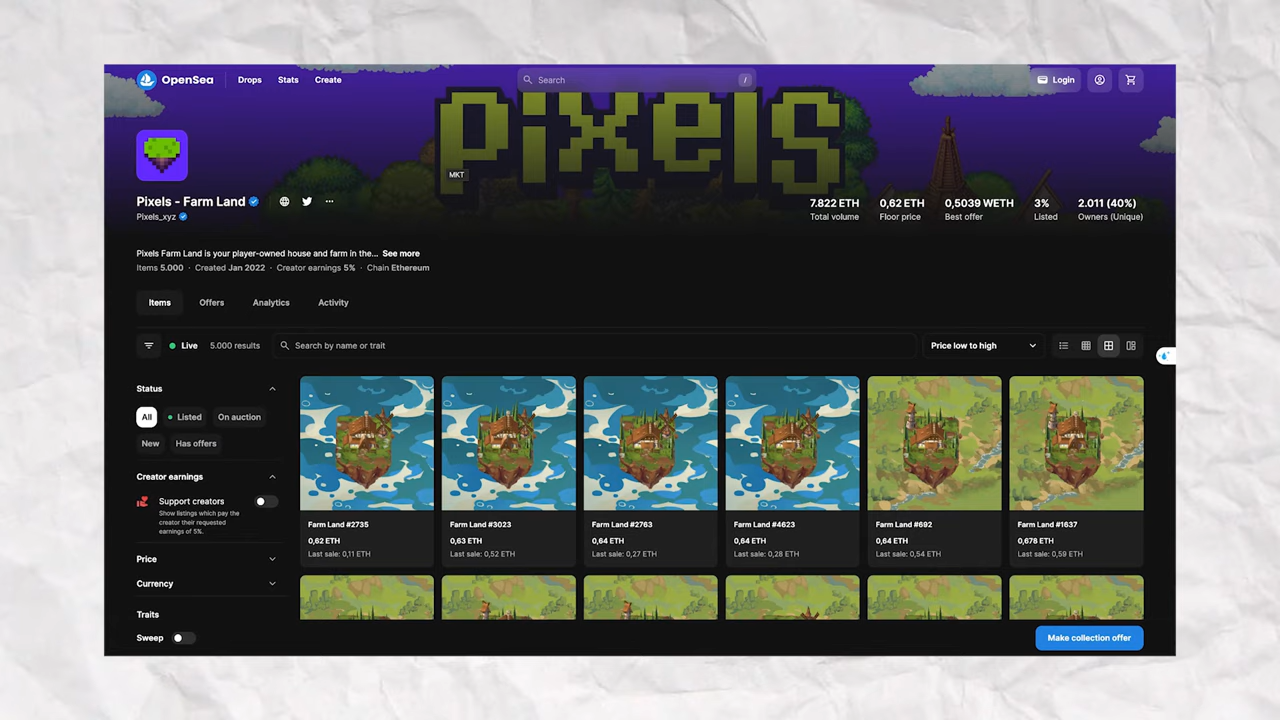 OpenSea
Drops
Stats
Create
Search
/
Login
pixels
MKT
Pixels - Farm Land
Pixels_xyz
7.822 ETH
Total volume
0,62 ETH
Floor price
0,5039 WETH
Best offer
3%
Listed
2.011 (40%)
Owners (Unique)
Pixels Farm Land is your player-owned house and farm in the... See more
Items 5.000 · Created Jan 2022 · Creator earnings 5% · Chain Ethereum
Items
Offers
Analytics
Activity
Live
5.000 results
Search by name or trait
Price low to high
Status
All
Listed
On auction
New
Has offers
Creator earnings
Support creators
Show listings which pay the
creator their requested
earnings of 5%.
Price
Currency
Traits
Sweep
Farm Land #2735
0,62 ETH
Last sale: 0,11 ETH
Farm Land #3023
0,63 ETH
Last sale: 0,52 ETH
Farm Land #2763
0,64 ETH
Last sale: 0,27 ETH
Farm Land #4623
0,64 ETH
Last sale: 0,28 ETH
Farm Land #692
0,64 ETH
Last sale: 0,54 ETH
Farm Land #1637
0,678 ETH
Last sale: 0,59 ETH
Make collection offer